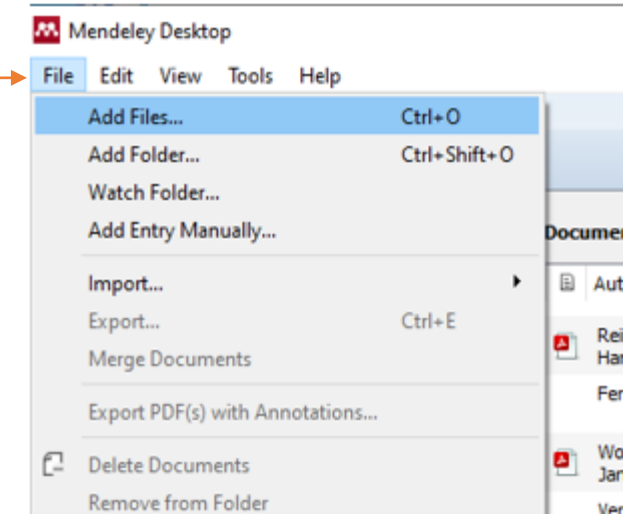 Mendeley Desktop
File Edit View Tools Help
Add Files... Ctrl+O
Add Folder... Ctrl+Shift+O
Watch Folder...
Add Entry Manually...
Import...
Export... Ctrl+E
Merge Documents
Export PDF(s) with Annotations...
Delete Documents
Remove from Folder